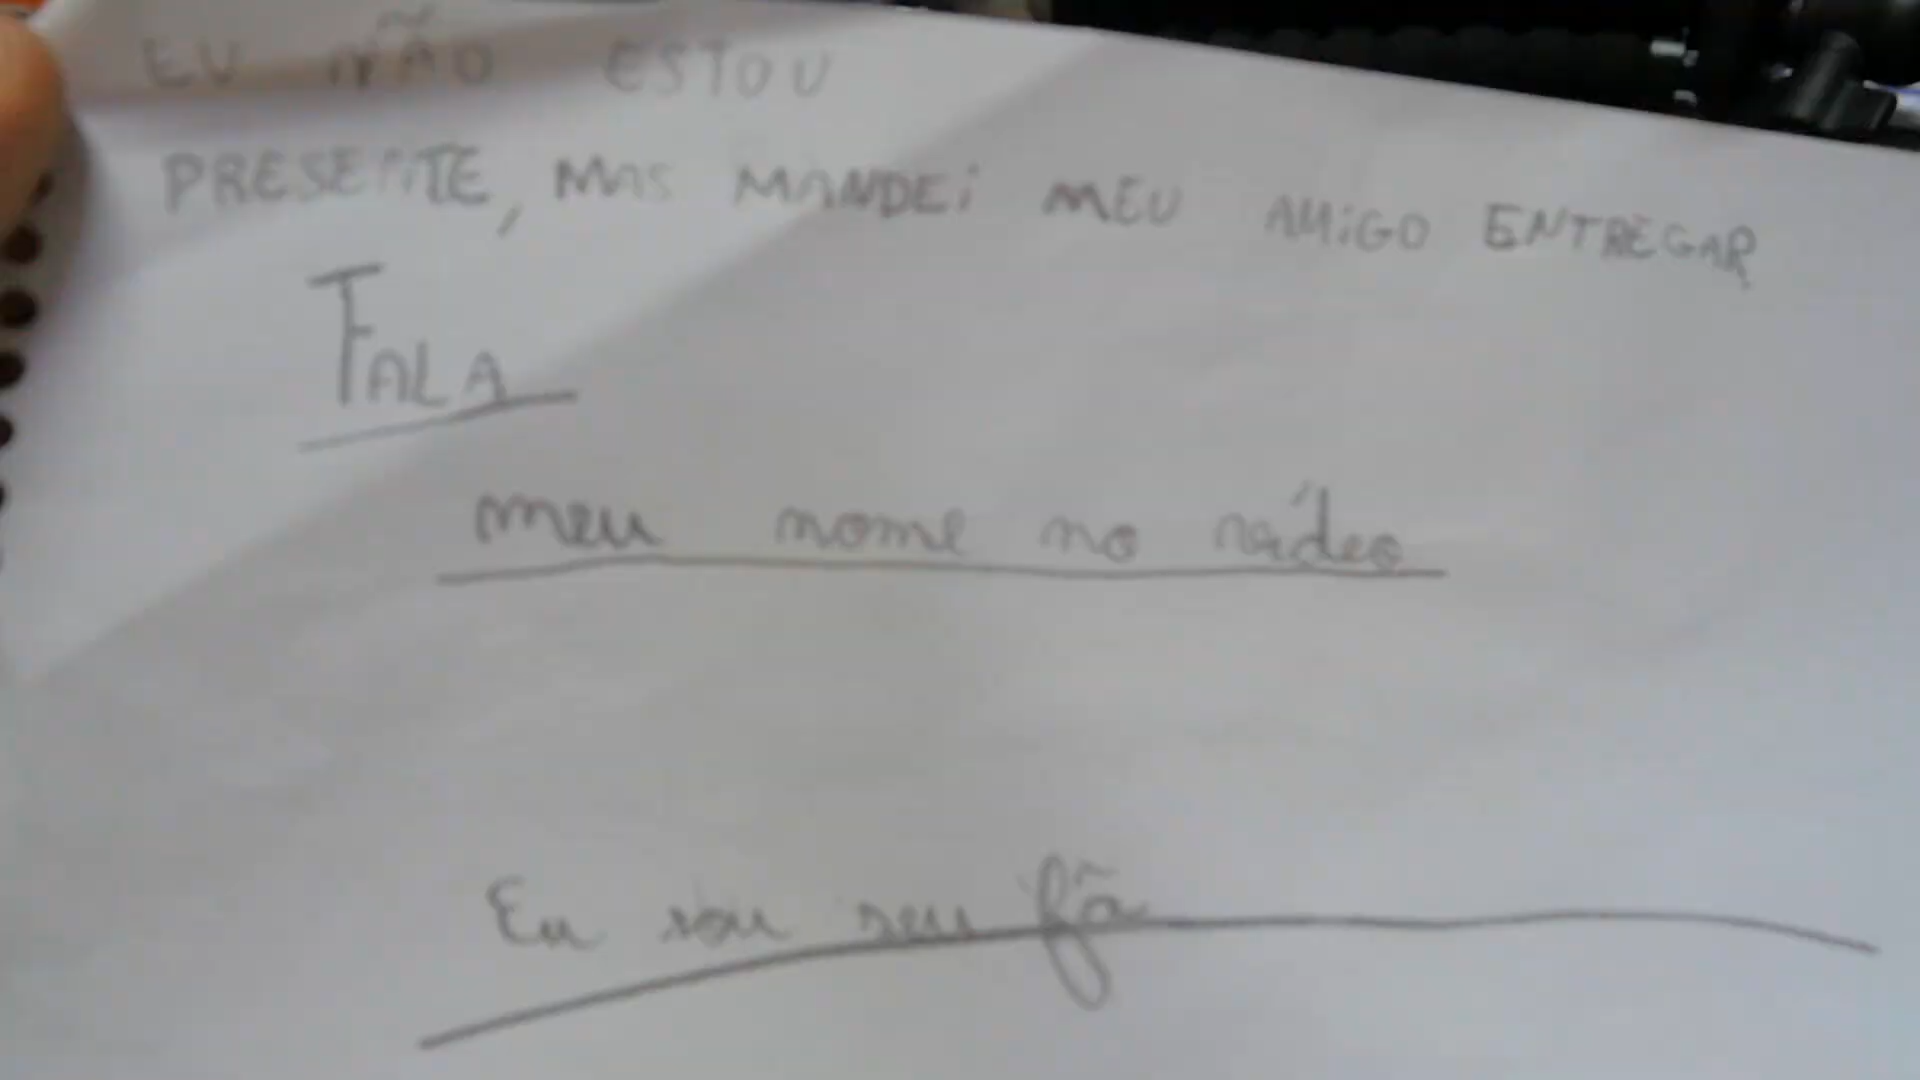 EU NÃO ESTOU
PRESENTE, MAS MANDEi MEU AMiGO ENTREGAR
FALA
meu nome no vídeo
Eu sou seu fã